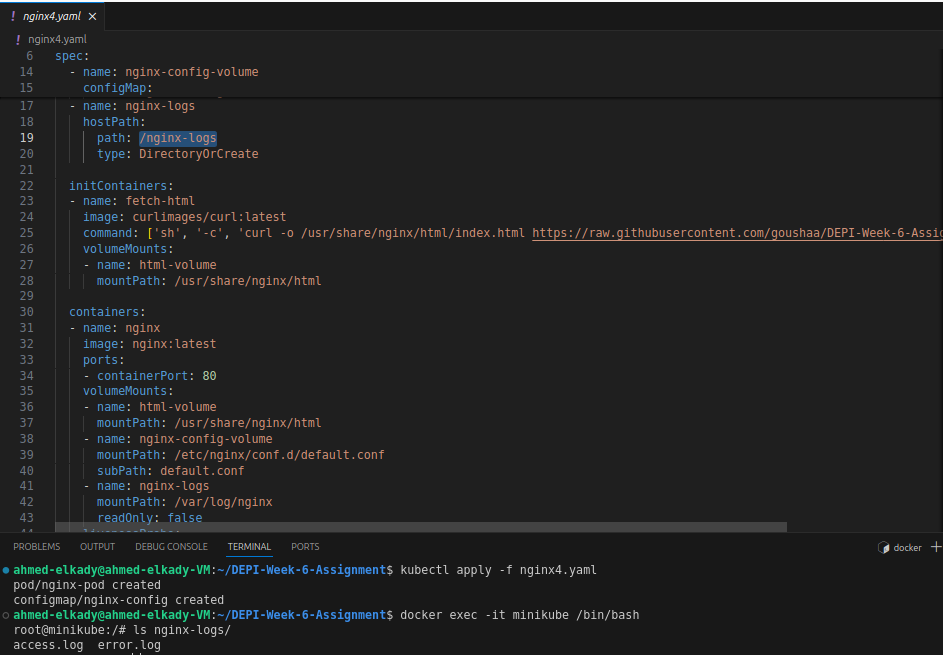 ! nginx4.yaml ×
! nginx4.yaml
6 spec:
14 - name: nginx-config-volume
15 configMap:
17 - name: nginx-logs
18 hostPath:
19 path: /nginx-logs
20 type: DirectoryOrCreate
21
22 initContainers:
23 - name: fetch-html
24 image: curlimages/curl:latest
25 command: ['sh', '-c', 'curl -o /usr/share/nginx/html/index.html https://raw.githubusercontent.com/goushaa/DEPI-Week-6-Assig
26 volumeMounts:
27 - name: html-volume
28 mountPath: /usr/share/nginx/html
29
30 containers:
31 - name: nginx
32 image: nginx:latest
33 ports:
34 - containerPort: 80
35 volumeMounts:
36 - name: html-volume
37 mountPath: /usr/share/nginx/html
38 - name: nginx-config-volume
39 mountPath: /etc/nginx/conf.d/default.conf
40 subPath: default.conf
41 - name: nginx-logs
42 mountPath: /var/log/nginx
43 readOnly: false
PROBLEMS OUTPUT DEBUG CONSOLE TERMINAL PORTS docker +
ahmed-elkady@ahmed-elkady-VM:~/DEPI-Week-6-Assignment$ kubectl apply -f nginx4.yaml
pod/nginx-pod created
configmap/nginx-config created
ahmed-elkady@ahmed-elkady-VM:~/DEPI-Week-6-Assignment$ docker exec -it minikube /bin/bash
root@minikube:/# ls nginx-logs/
access.log error.log